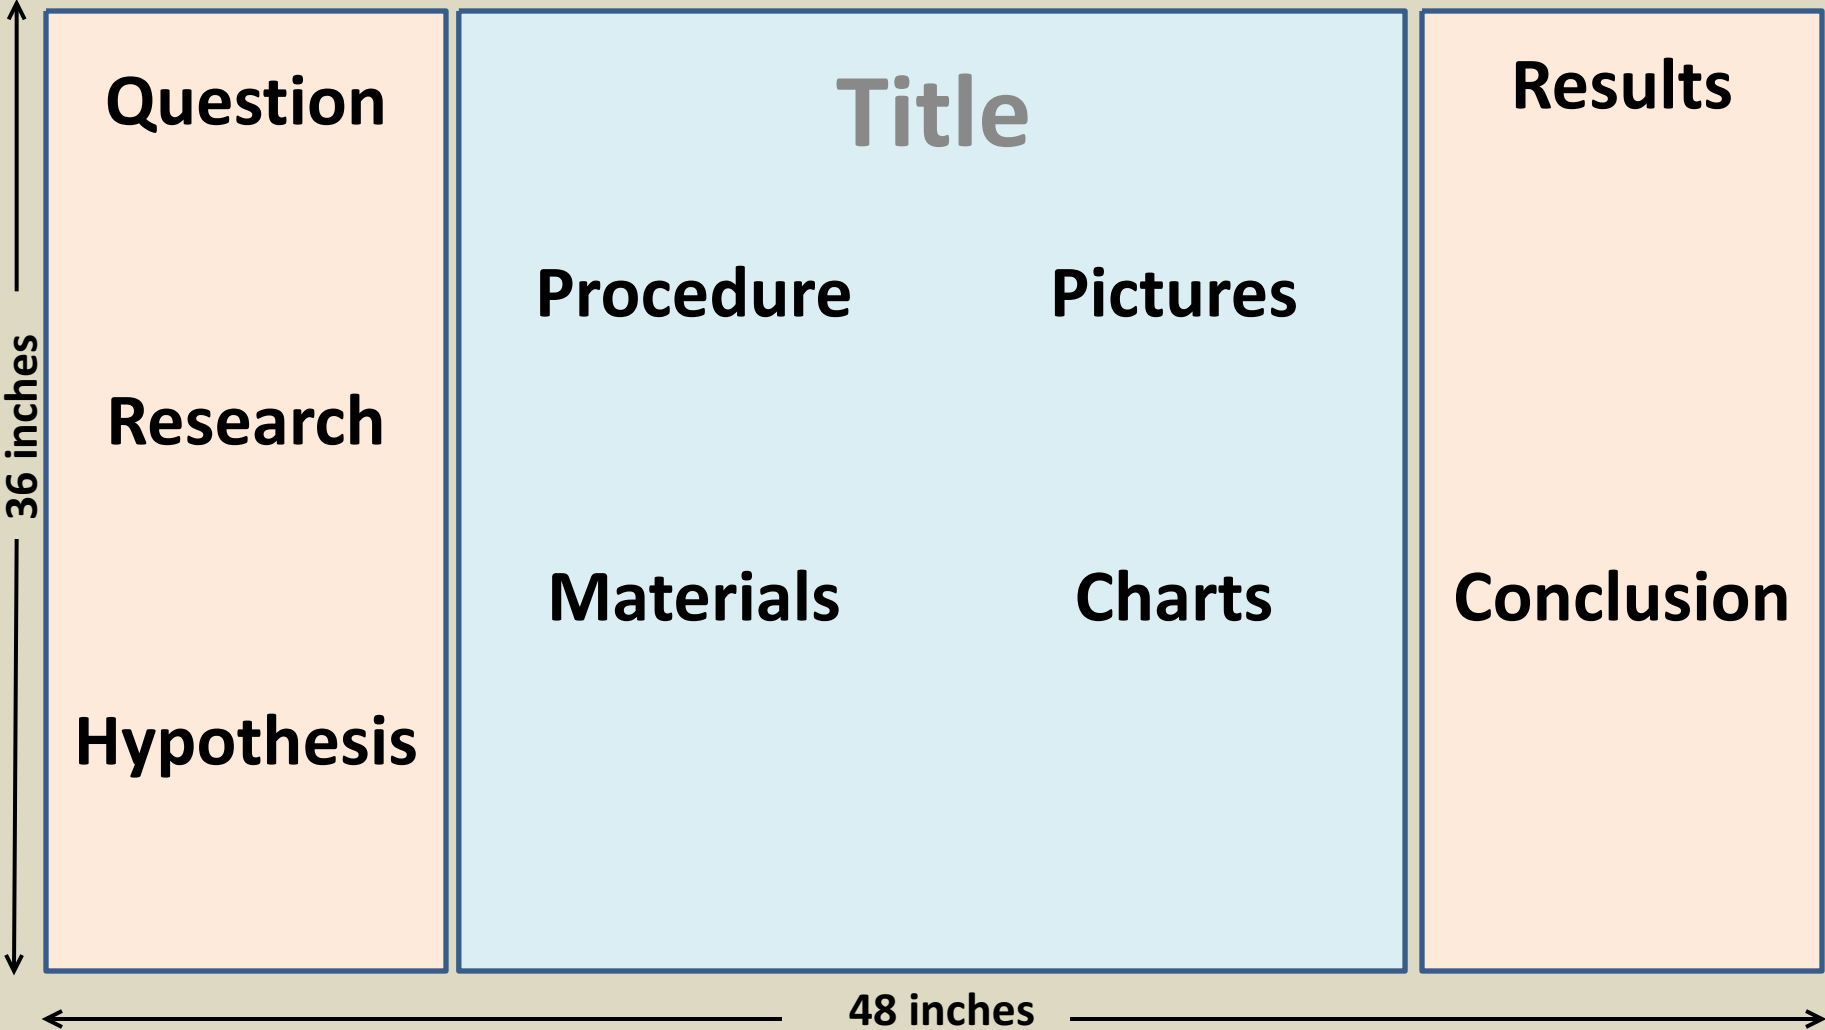 Question
Research
Hypothesis
Title
Procedure
Pictures
Materials
Charts
Results
Conclusion
36 inches
48 inches